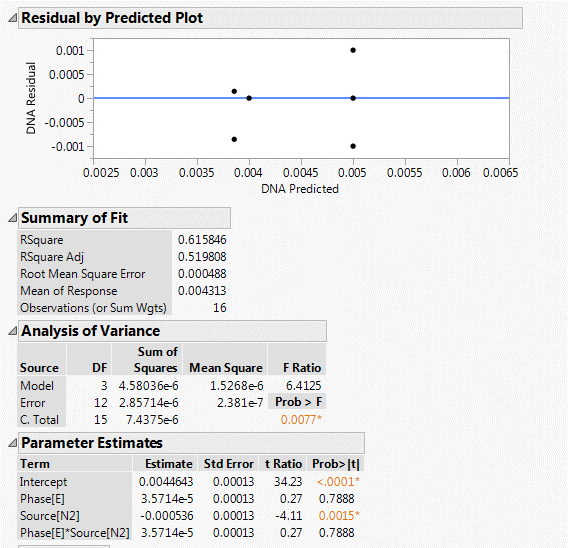 Residual by Predicted Plot
0.001
0.0005
0
-0.0005
-0.001
DNA Residual
0.0025 0.003 0.0035 0.004 0.0045 0.005 0.0055 0.006 0.0065
DNA Predicted
Summary of Fit
RSquare 0.615846
RSquare Adj 0.519808
Root Mean Square Error 0.000488
Mean of Response 0.004313
Observations (or Sum Wgts) 16
Analysis of Variance
Sum of
Source DF Squares Mean Square F Ratio
Model 3 4.58036e-6 1.5268e-6 6.4125
Error 12 2.85714e-6 2.381e-7 Prob > F
C. Total 15 7.4375e-6 0.0077*
Parameter Estimates
Term Estimate Std Error t Ratio Prob>|t|
Intercept 0.0044643 0.00013 34.23 <.0001*
Phase[E] 3.5714e-5 0.00013 0.27 0.7888
Source[N2] -0.000536 0.00013 -4.11 0.0015*
Phase[E]*Source[N2] 3.5714e-5 0.00013 0.27 0.7888